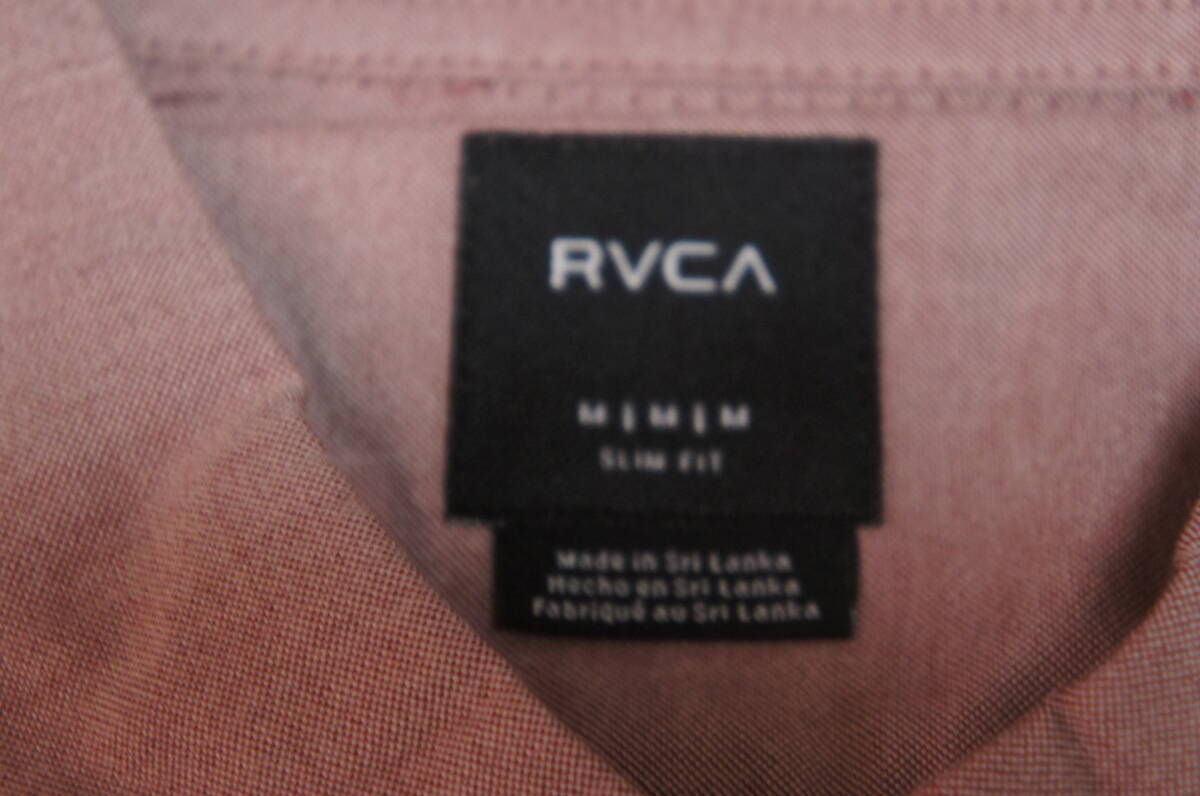 RVCA
M | M | M
SLIM FIT
Made in Sri Lanka
Hecho en Sri Lanka
Fabriqué au Sri Lanka